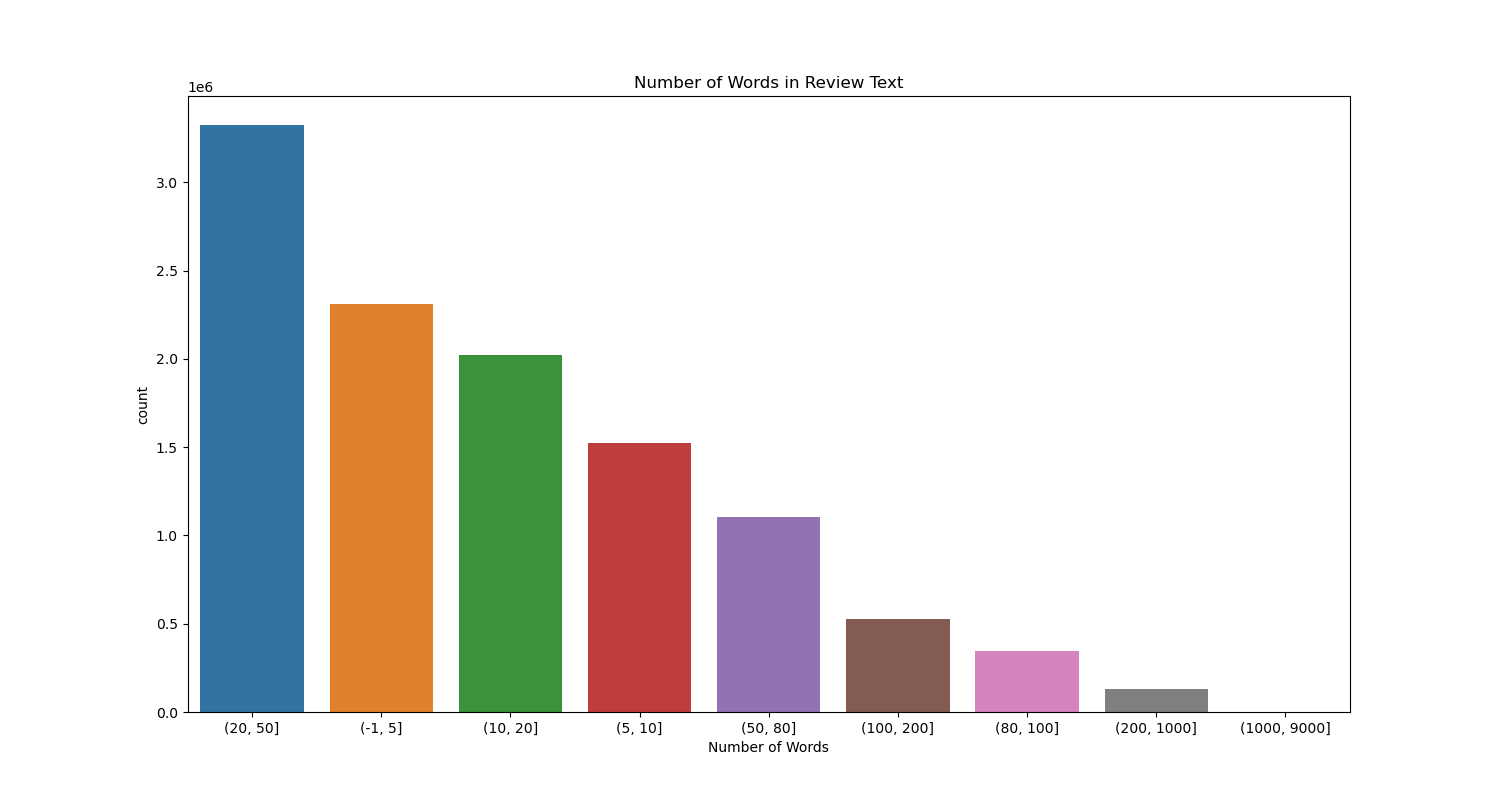 Number of Words in Review Text
1e6
3.0
2.5
2.0
1.5
1.0
0.5
0.0
count
(20, 50] (-1, 5] (10, 20] (5, 10] (50, 80] (100, 200] (80, 100] (200, 1000] (1000, 9000]
Number of Words